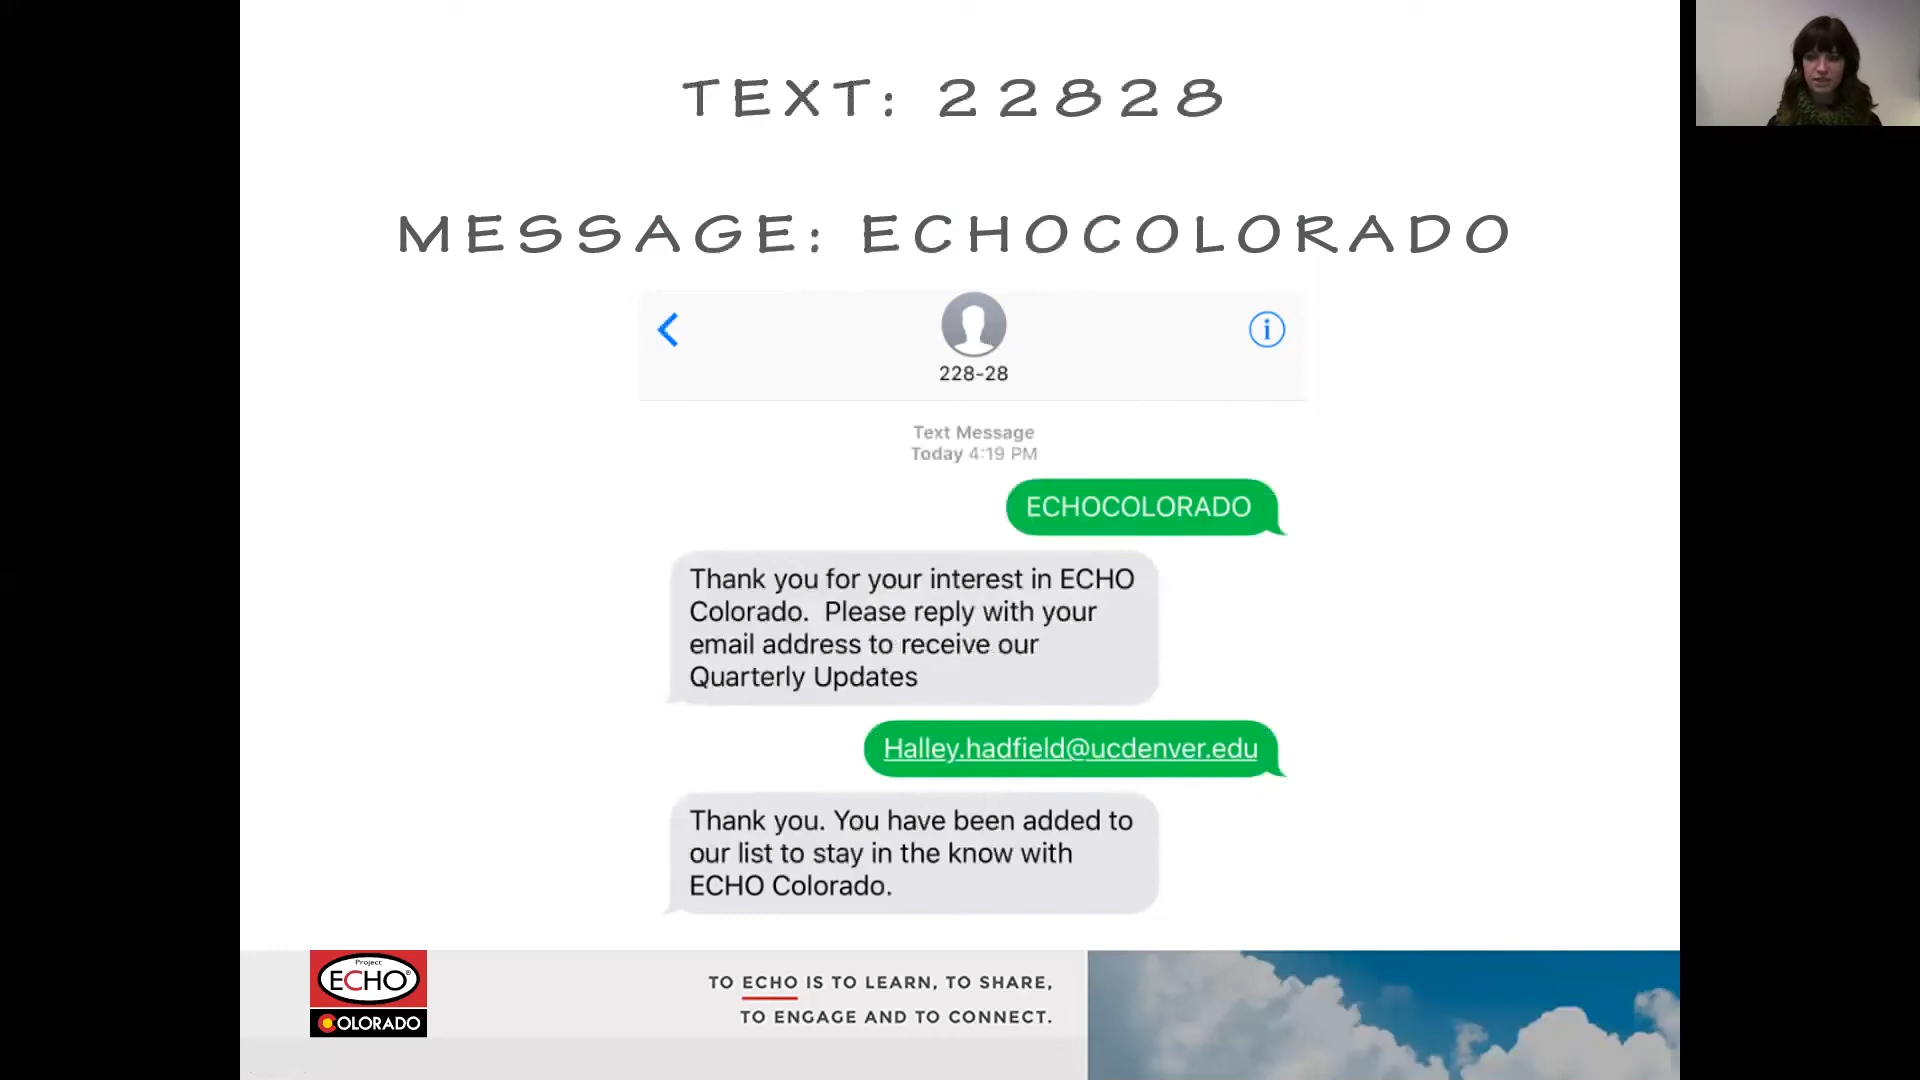 TEXT: 22828
MESSAGE: ECHOCOLORADO
228-28
Text Message
Today 4:19 PM
ECHOCOLORADO
Thank you for your interest in ECHO
Colorado.  Please reply with your
email address to receive our
Quarterly Updates
Halley.hadfield@ucdenver.edu
Thank you. You have been added to
our list to stay in the know with
ECHO Colorado.
Project
ECHO®
COLORADO
TO ECHO IS TO LEARN, TO SHARE,
TO ENGAGE AND TO CONNECT.